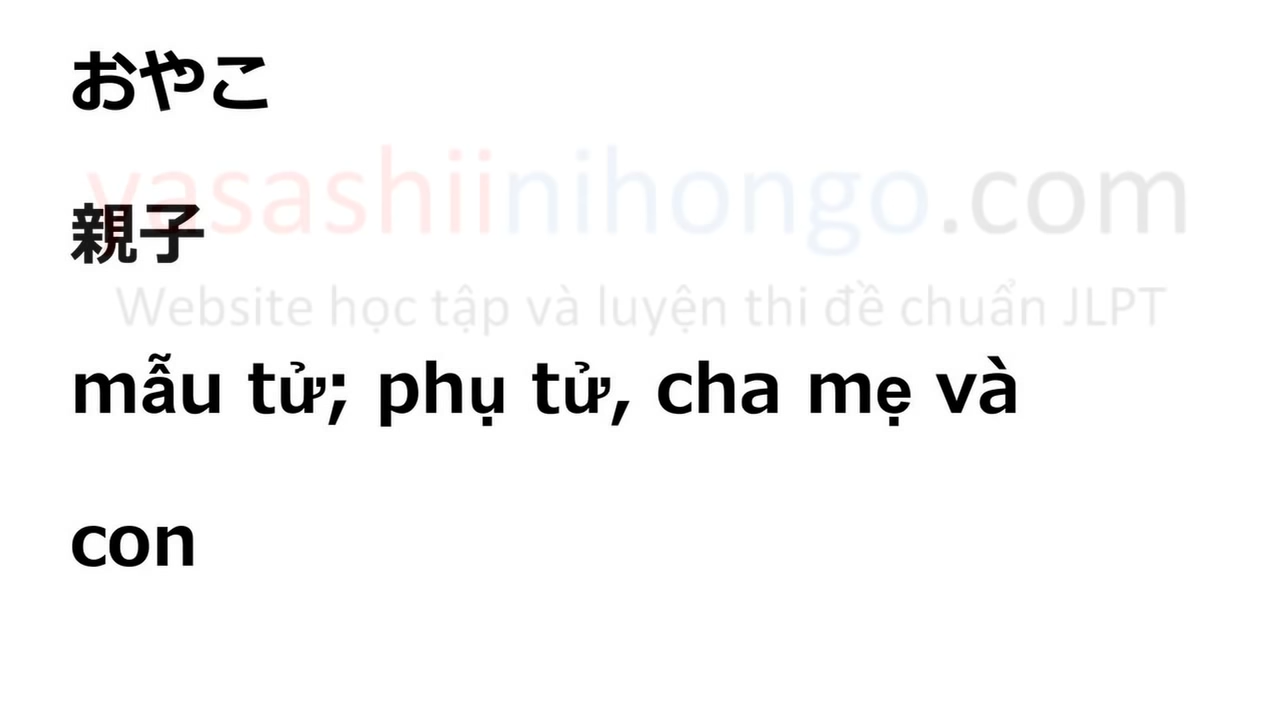 おやこ
yasashiinihongo.com
親子
Website học tập và luyện thi đề chuẩn JLPT
mẫu tử; phụ tử, cha mẹ và
con